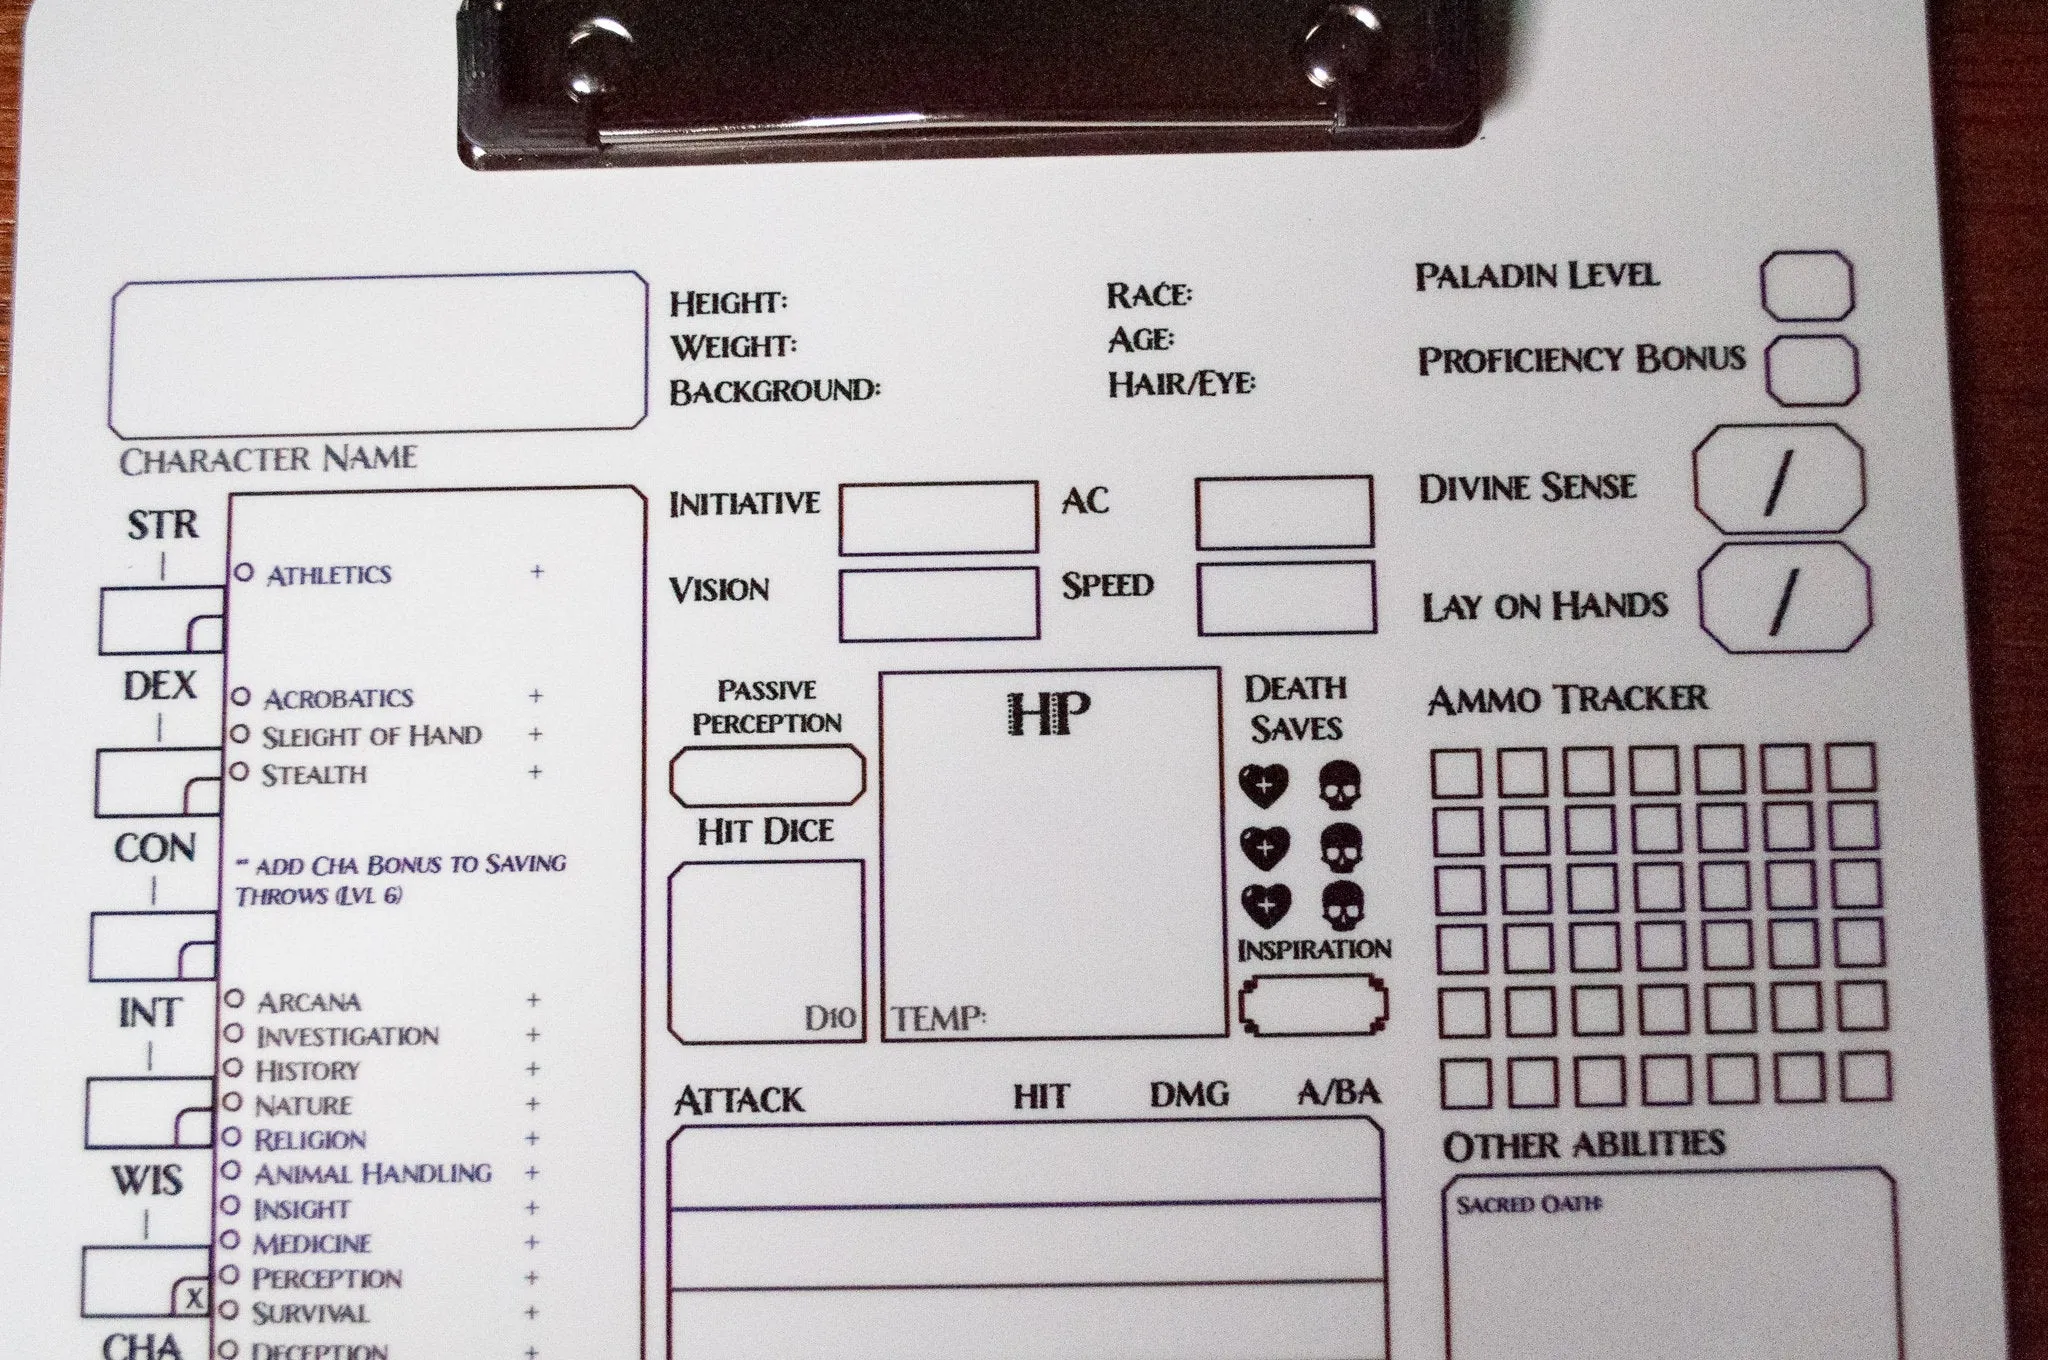 Height:
Weight:
Background:
Race:
Age:
Hair/Eye:
Paladin Level
Proficiency Bonus
Character Name
Divine Sense /
Lay on Hands /
Initiative
AC
Vision
Speed
STR
Athletics +
DEX
Acrobatics +
Sleight of Hand +
Stealth +
CON
** add Cha Bonus to Saving
Throws (Lvl 6)
INT
Arcana +
Investigation +
History +
Nature +
Religion +
WIS
Animal Handling +
Insight +
Medicine +
Perception +
Survival +
X
CHA
Deception +
Passive
Perception
Hit Dice
D10
HP
TEMP:
Death
Saves
Inspiration
Ammo Tracker
Attack HIT DMG A/BA
Other abilities
Sacred Oath: